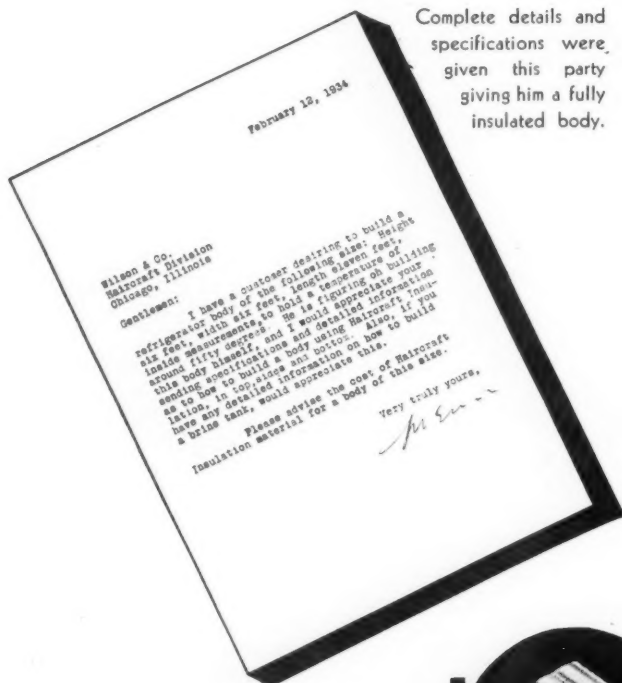 Complete details and
specifications were
given this party
giving him a fully
insulated body.
February 12, 1934
Wilson & Co.
Haircraft Division
Chicago, Illinois
Gentlemen:
I have a customer desiring to build a
refrigerator body of the following size: Height
six feet, width six feet, length eleven feet,
inside measurements, to hold a temperature of
around fifty degrees. He is figuring on building
this body himself, and I would appreciate your
sending specifications and detailed information
as to how to build a body using Haircraft Insu-
lation, in top, sides and bottom. Also, if you
have any detailed information on how to build
a brine tank, would appreciate this.
Please advise the cost of Haircraft
Insulation material for a body of this size.
Very truly yours,